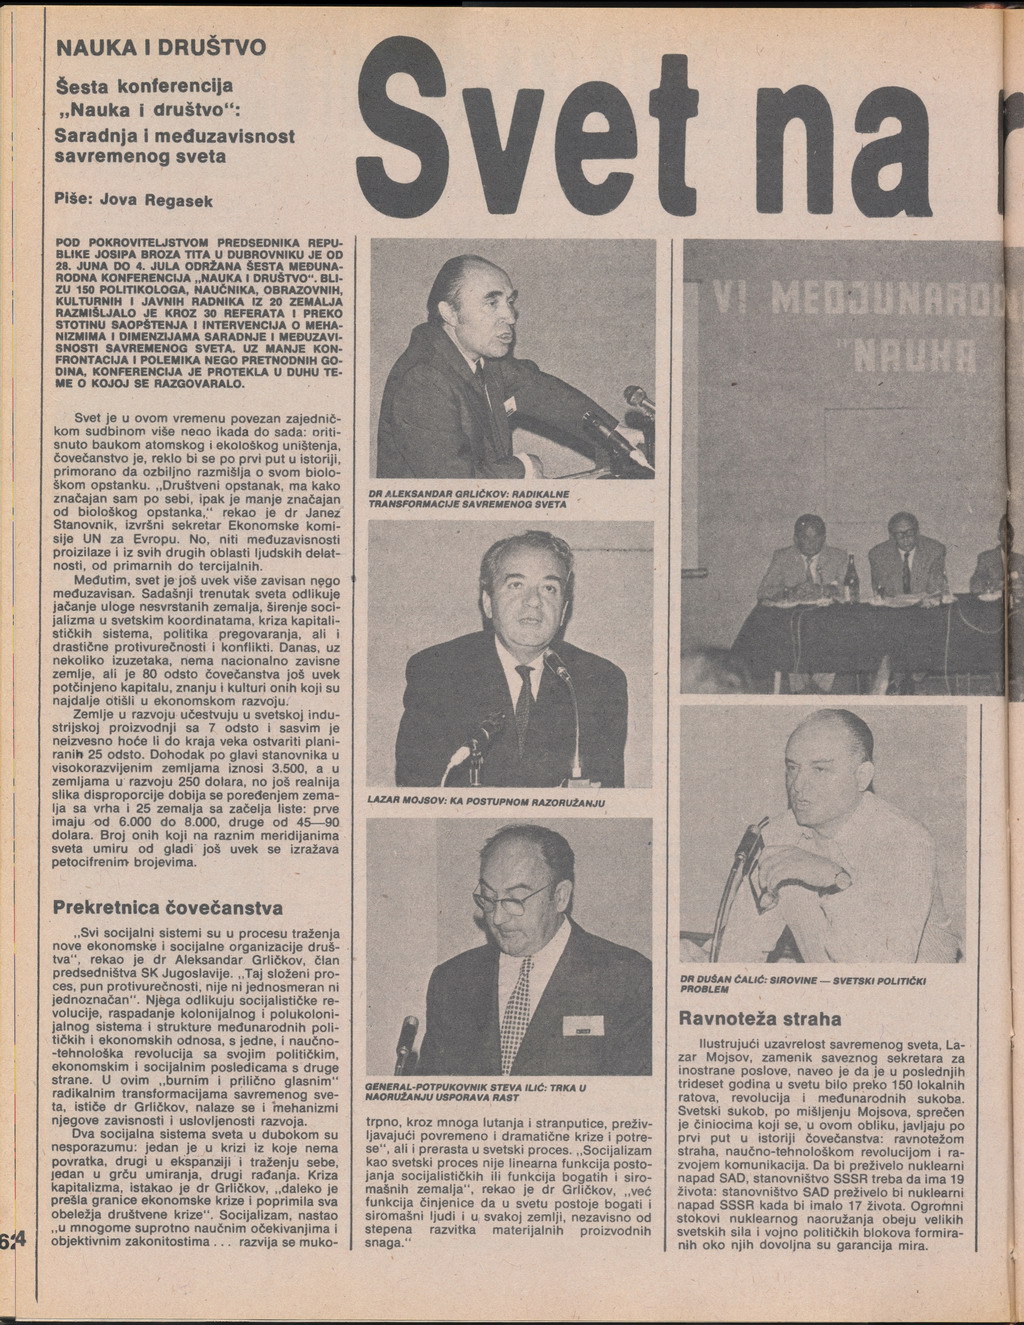 NAUKA I DRUŠTVO
Šesta konferencija
„Nauka i društvo“:
Saradnja i međuzavisnost
savremenog sveta
Piše: Jova Regasek
Svet na
POD POKROVITELJSTVOM PREDSEDNIKA REPU-
BLIKE JOSIPA BROZA TITA U DUBROVNIKU JE OD
28. JUNA DO 4. JULA ODRŽANA ŠESTA MEĐUNA-
RODNA KONFERENCIJA „NAUKA I DRUŠTVO“. BLI-
ZU 150 POLITIKOLOGA, NAUČNIKA, OBRAZOVNIH,
KULTURNIH I JAVNIH RADNIKA IZ 20 ZEMALJA
RAZMIŠLJALO JE KROZ 30 REFERATA I PREKO
STOTINU SAOPŠTENJA I INTERVENCIJA O MEHA-
NIZMIMA I DIMENZIJAMA SARADNJE I MEĐUZAVI-
SNOSTI SAVREMENOG SVETA. UZ MANJE KON-
FRONTACIJA I POLEMIKA NEGO PRETNODNIH GO-
DINA, KONFERENCIJA JE PROTEKLA U DUHU TE-
ME O KOJOJ SE RAZGOVARALO.
Svet je u ovom vremenu povezan zajednič-
kom sudbinom više nego ikada do sada: priti-
snuto baukom atomskog i ekološkog uništenja,
čovečanstvo je, reklo bi se po prvi put u istoriji,
primorano da ozbiljno razmišlja o svom biolo-
škom opstanku. „Društveni opstanak, ma kako
značajan sam po sebi, ipak je manje značajan
od biološkog opstanka,“ rekao je dr Janez
Stanovnik, izvršni sekretar Ekonomske komi-
sije UN za Evropu. No, niti međuzavisnosti
proizilaze i iz svih drugih oblasti ljudskih delat-
nosti, od primarnih do tercijalnih.
Međutim, svet je još uvek više zavisan nego
međuzavisan. Sadašnji trenutak sveta odlikuje
jačanje uloge nesvrstanih zemalja, širenje soci-
jalizma u svetskim koordinatama, kriza kapitali-
stičkih sistema, politika pregovaranja, ali i
drastične protivurečnosti i konflikti. Danas, uz
nekoliko izuzetaka, nema nacionalno zavisne
zemlje, ali je 80 odsto čovečanstva još uvek
potčinjeno kapitalu, znanju i kulturi onih koji su
najdalje otišli u ekonomskom razvoju.
Zemlje u razvoju učestvuju u svetskoj indu-
strijskoj proizvodnji sa 7 odsto i sasvim je
neizvesno hoće li do kraja veka ostvariti plani-
ranih 25 odsto. Dohodak po glavi stanovnika u
visokorazvijenim zemljama iznosi 3.500, a u
zemljama u razvoju 250 dolara, no još realnija
slika disproporcije dobija se poređenjem zema-
lja sa vrha i 25 zemalja sa začelja liste: prve
imaju od 6.000 do 8.000, druge od 45—90
dolara. Broj onih koji na raznim meridijanima
sveta umiru od gladi još uvek se izražava
petocifrenim brojevima.
Prekretnica čovečanstva
„Svi socijalni sistemi su u procesu traženja
nove ekonomske i socijalne organizacije druš-
tva“, rekao je dr Aleksandar Grličkov, član
predsedništva SK Jugoslavije. „Taj složeni pro-
ces, pun protivurečnosti, nije ni jednosmeran ni
jednoznačan“. Njega odlikuju socijalističke re-
volucije, raspadanje kolonijalnog i polukoloni-
jalnog sistema i strukture međunarodnih poli-
tičkih i ekonomskih odnosa, s jedne, i naučno-
-tehnološka revolucija sa svojim političkim,
ekonomskim i socijalnim posledicama s druge
strane. U ovim „burnim i prilično glasnim“
radikalnim transformacijama savremenog sve-
ta, ističe dr Grličkov, nalaze se i mehanizmi
njegove zavisnosti i uslovljenosti razvoja.
Dva socijalna sistema sveta u dubokom su
nesporazumu: jedan je u krizi iz koje nema
povratka, drugi u ekspanziji i traženju sebe,
jedan u grču umiranja, drugi rađanja. Kriza
kapitalizma, istakao je dr Grličkov, „daleko je
prešla granice ekonomske krize i poprimila sva
obeležja društvene krize“. Socijalizam, nastao
„u mnogome suprotno naučnim očekivanjima i
objektivnim zakonitostima ... razvija se muko-
DR ALEKSANDAR GRLIČKOV: RADIKALNE
TRANSFORMACIJE SAVREMENOG SVETA
LAZAR MOJSOV: KA POSTUPNOM RAZORUŽANJU
GENERAL-POTPUKOVNIK STEVA ILIĆ: TRKA U
NAORUŽANJU USPORAVA RAST
trpno, kroz mnoga lutanja i stranputice, preživ-
ljavajući povremeno i dramatične krize i potre-
se“, ali i prerasta u svetski proces. „Socijalizam
kao svetski proces nije linearna funkcija posto-
janja socijalističkih ili funkcija bogatih i siro-
mašnih zemalja“, rekao je dr Grličkov, „već
funkcija činjenice da u svetu postoje bogati i
siromašni ljudi i u svakoj zemlji, nezavisno od
stepena razvitka materijalnih proizvodnih
snaga.“
VI MEDJUNAROD
NAUKA
DR DUŠAN ČALIĆ: SIROVINE — SVETSKI POLITIČKI
PROBLEM
Ravnoteža straha
Ilustrujući uzavrelost savremenog sveta, La-
zar Mojsov, zamenik saveznog sekretara za
inostrane poslove, naveo je da je u poslednjih
trideset godina u svetu bilo preko 150 lokalnih
ratova, revolucija i međunarodnih sukoba.
Svetski sukob, po mišljenju Mojsova, sprečen
je činiocima koji se, u ovom obliku, javljaju po
prvi put u istoriji čovečanstva: ravnotežom
straha, naučno-tehnološkom revolucijom i ra-
zvojem komunikacija. Da bi preživelo nuklearni
napad SAD, stanovništvo SSSR treba da ima 19
života: stanovništvo SAD preživelo bi nuklearni
napad SSSR kada bi imalo 17 života. Ogromni
stokovi nuklearnog naoružanja obeju velikih
svetskih sila i vojno političkih blokova formira-
nih oko njih dovoljna su garancija mira.
64